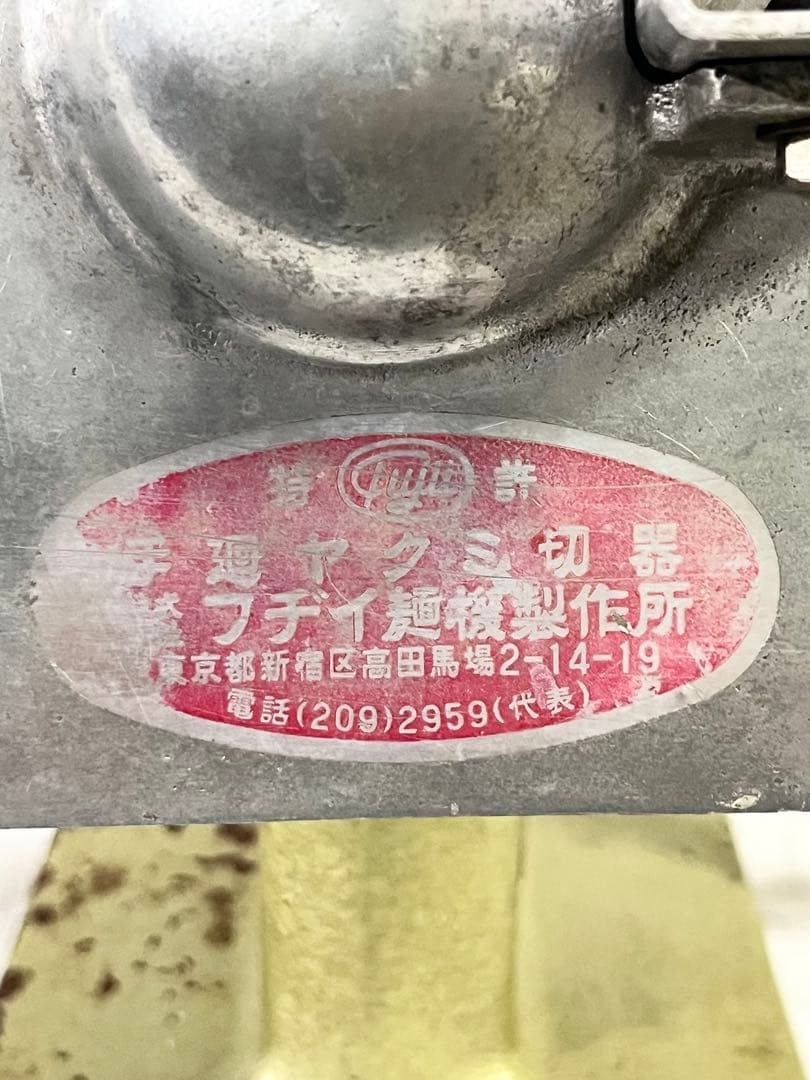 特 Fuji 許
手廻ヤクミ切器
フヂイ麺機製作所
東京都新宿区高田馬場2-14-19
電話(209)2959(代表)